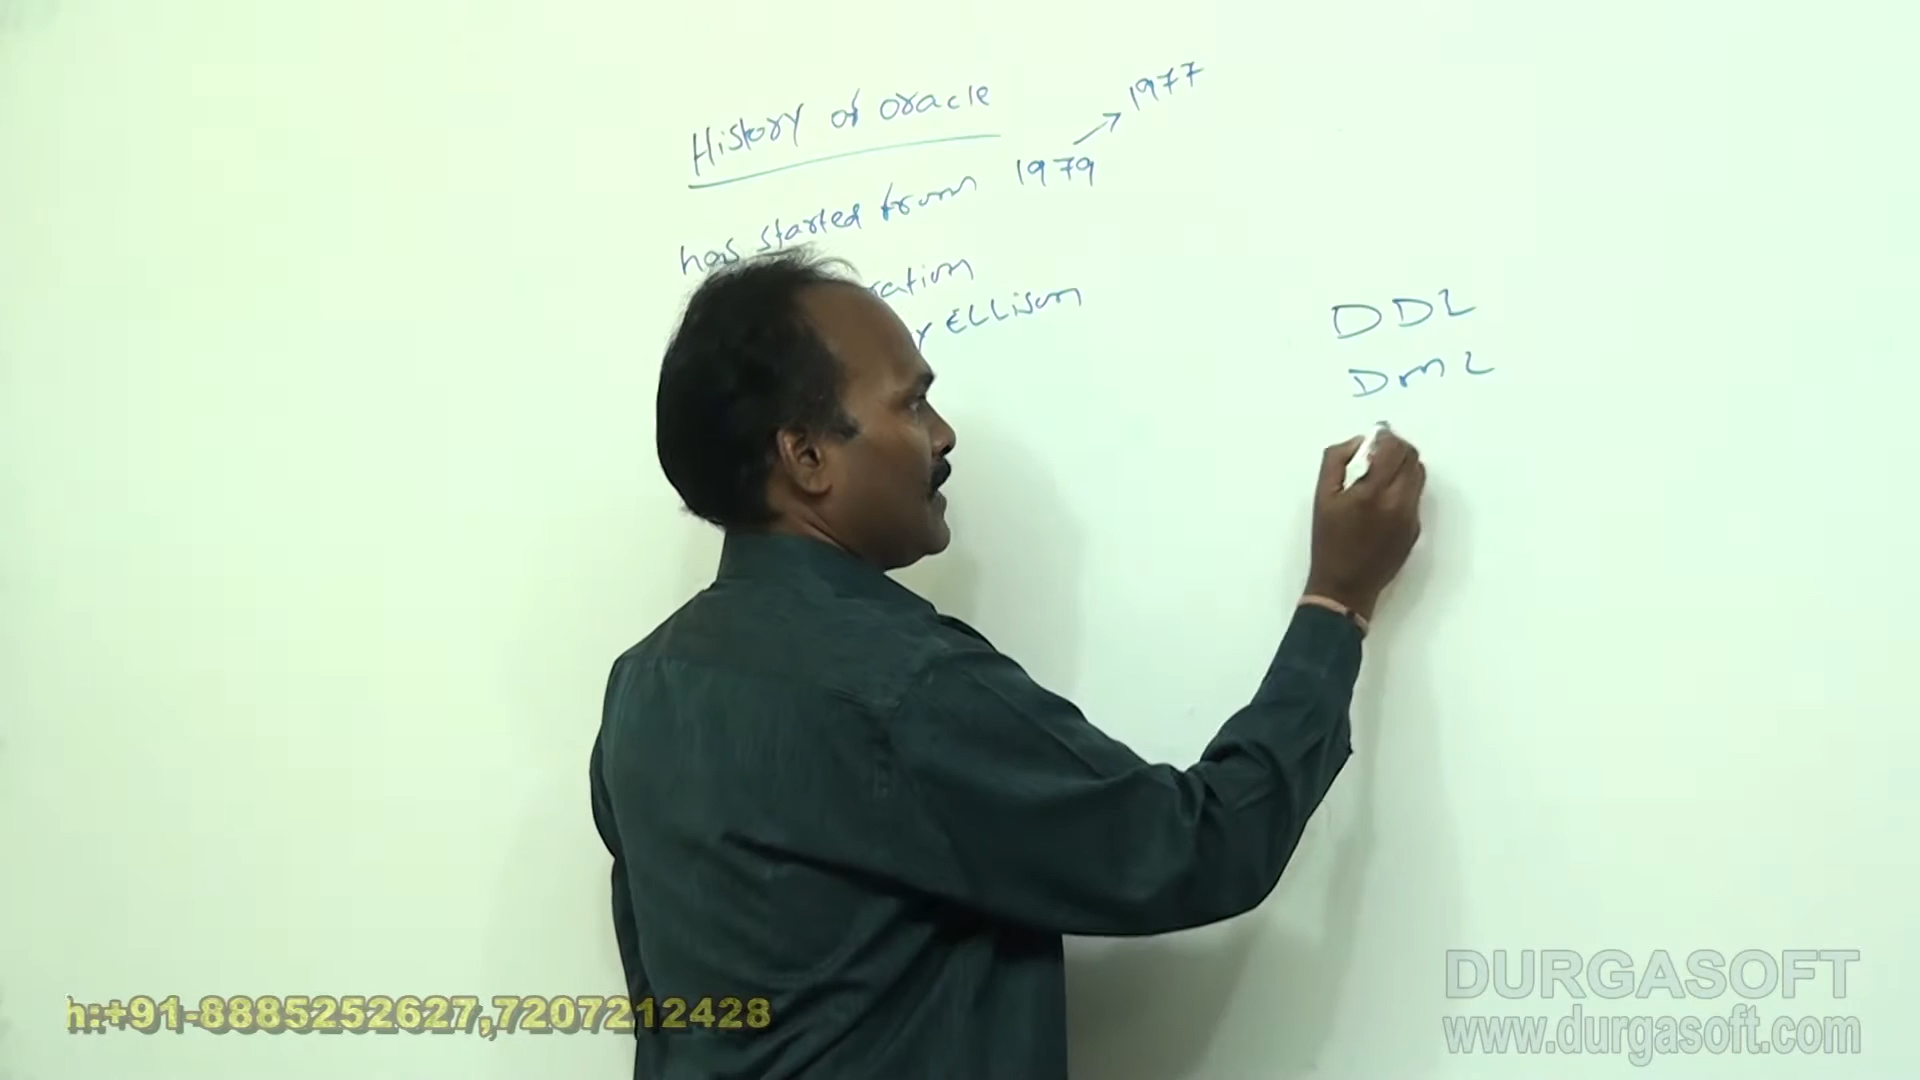 History of oracle
1977
has started from 1979
ration
y ELLison
DDL
DmL
h:+91-8885252627,7207212428
DURGASOFT
www.durgasoft.com